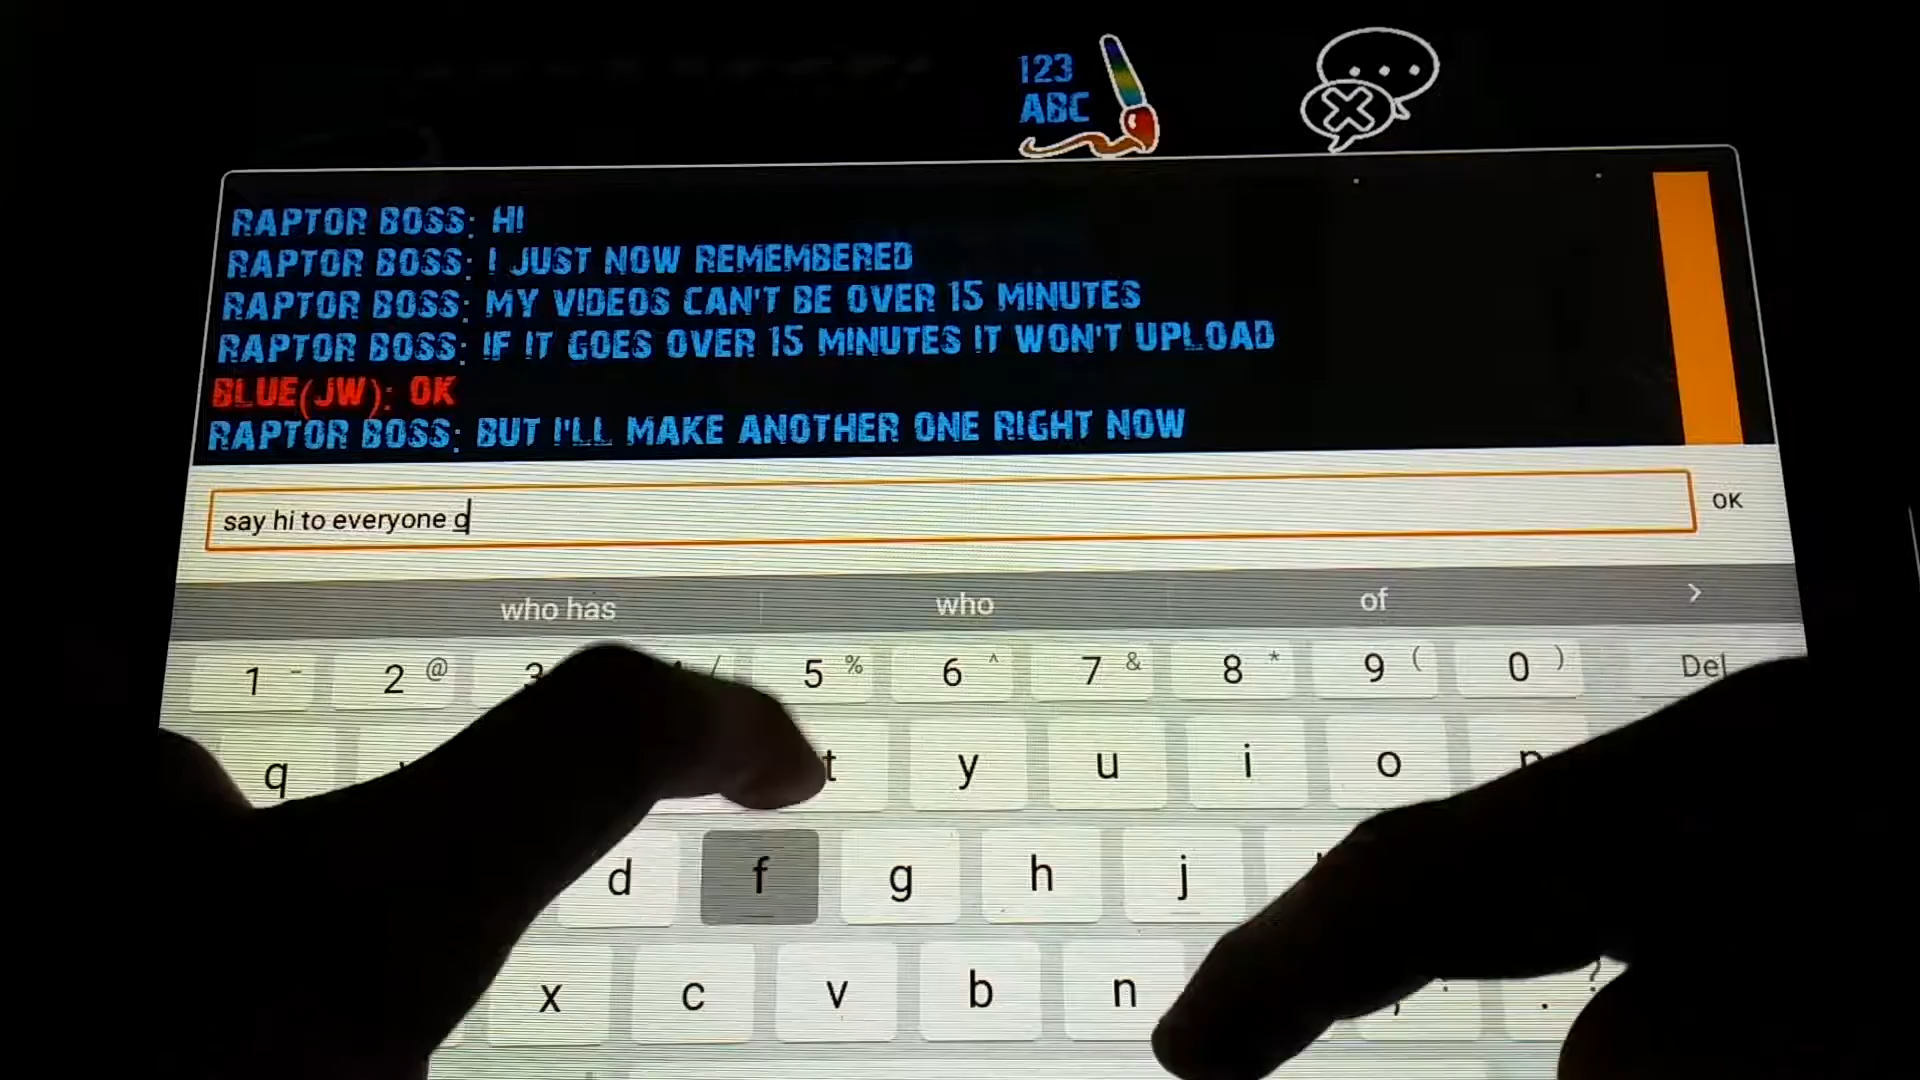 123
ABC
RAPTOR BOSS: HI
RAPTOR BOSS: I JUST NOW REMEMBERED
RAPTOR BOSS: MY VIDEOS CAN'T BE OVER 15 MINUTES
RAPTOR BOSS: IF IT GOES OVER 15 MINUTES IT WON'T UPLOAD
BLUE(JW): OK
RAPTOR BOSS: BUT I'LL MAKE ANOTHER ONE RIGHT NOW
say hi to everyone o
OK
who has who of >
1 - 2 @ 3 / 5 % 6 ^ 7 & 8 * 9 ( 0 ) Del
q t y u i o p
d f g h j
x c v b n , . ?